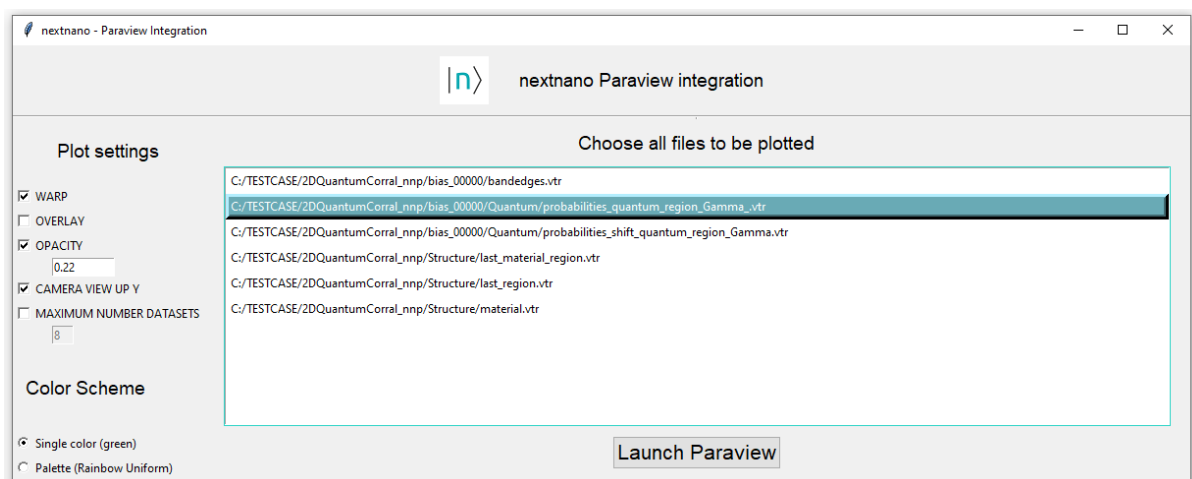 nextnano - Paraview Integration
|n⟩ nextnano Paraview integration
Plot settings
Choose all files to be plotted
WARP
OVERLAY
OPACITY
0.22
CAMERA VIEW UP Y
MAXIMUM NUMBER DATASETS
8
Color Scheme
Single color (green)
Palette (Rainbow Uniform)
C:/TESTCASE/2DQuantumCorral_nnp/bias_00000/bandedges.vtr
C:/TESTCASE/2DQuantumCorral_nnp/bias_00000/Quantum/probabilities_quantum_region_Gamma_.vtr
C:/TESTCASE/2DQuantumCorral_nnp/bias_00000/Quantum/probabilities_shift_quantum_region_Gamma.vtr
C:/TESTCASE/2DQuantumCorral_nnp/Structure/last_material_region.vtr
C:/TESTCASE/2DQuantumCorral_nnp/Structure/last_region.vtr
C:/TESTCASE/2DQuantumCorral_nnp/Structure/material.vtr
Launch Paraview